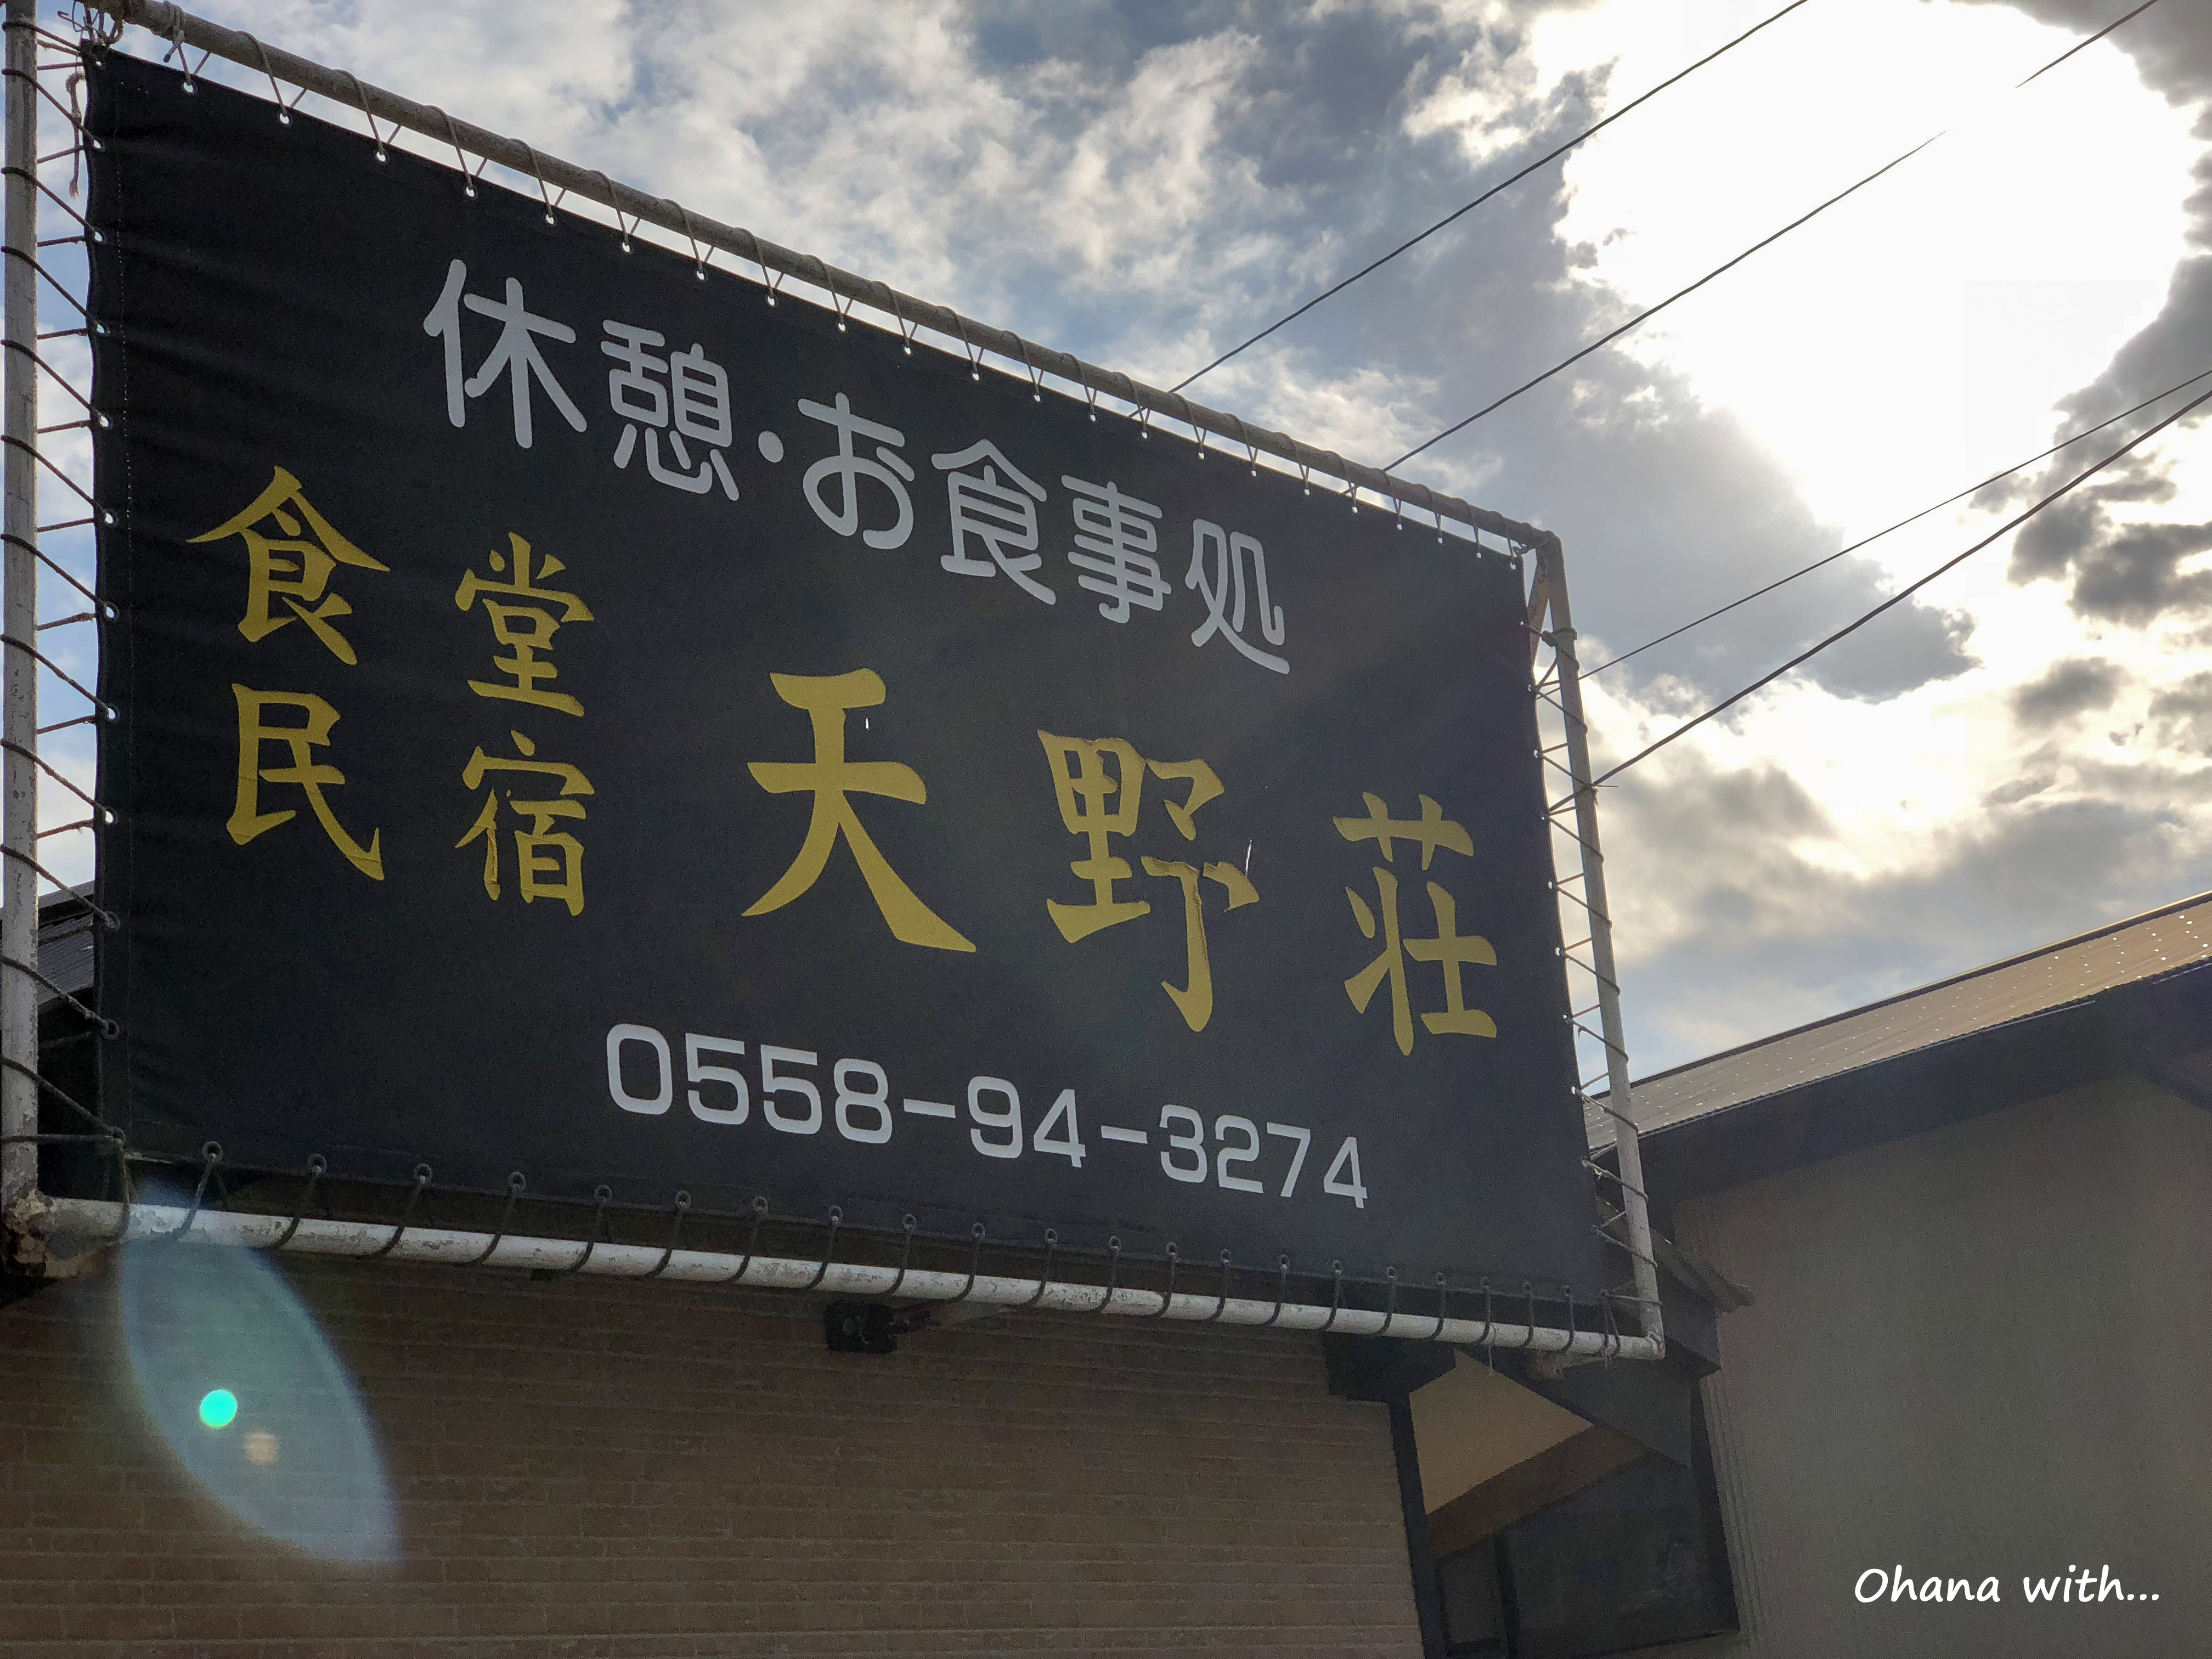 休憩・お食事処
食堂
民宿
天野荘
0558-94-3274
Ohana with...